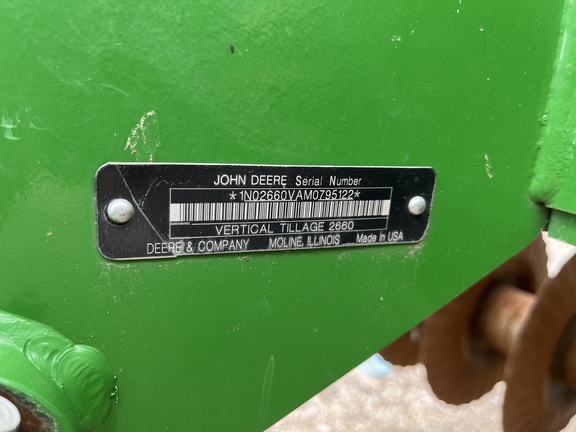 JOHN DEERE Serial Number
*1N02660VAM0795122*
VERTICAL TILLAGE 2660
DEERE & COMPANY MOLINE, ILLINOIS Made In USA